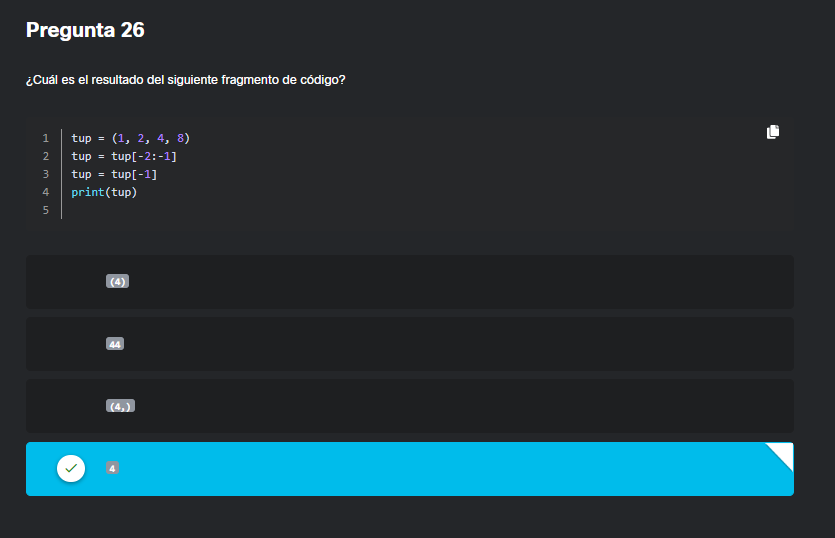 Pregunta 26
¿Cuál es el resultado del siguiente fragmento de código?
1 tup = (1, 2, 4, 8)
2 tup = tup[-2:-1]
3 tup = tup[-1]
4 print(tup)
5
(4)
44
(4,)
4